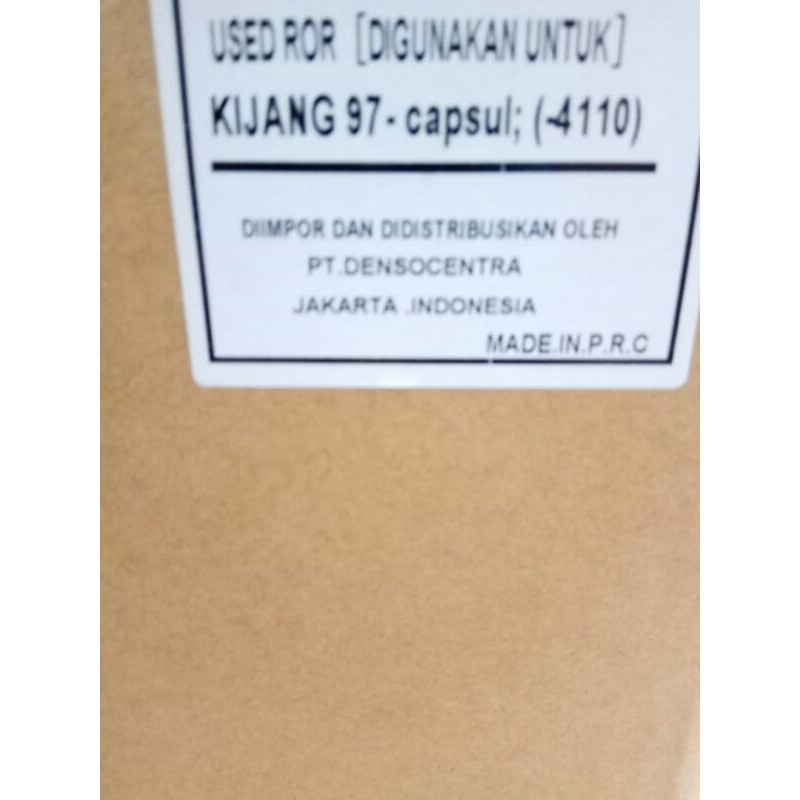 USED ROR [DIGUNAKAN UNTUK]
KIJANG 97- capsul; (-4110)
DIIMPOR DAN DIDISTRIBUSIKAN OLEH
PT.DENSOCENTRA
JAKARTA .INDONESIA
MADE.IN.P.R.C